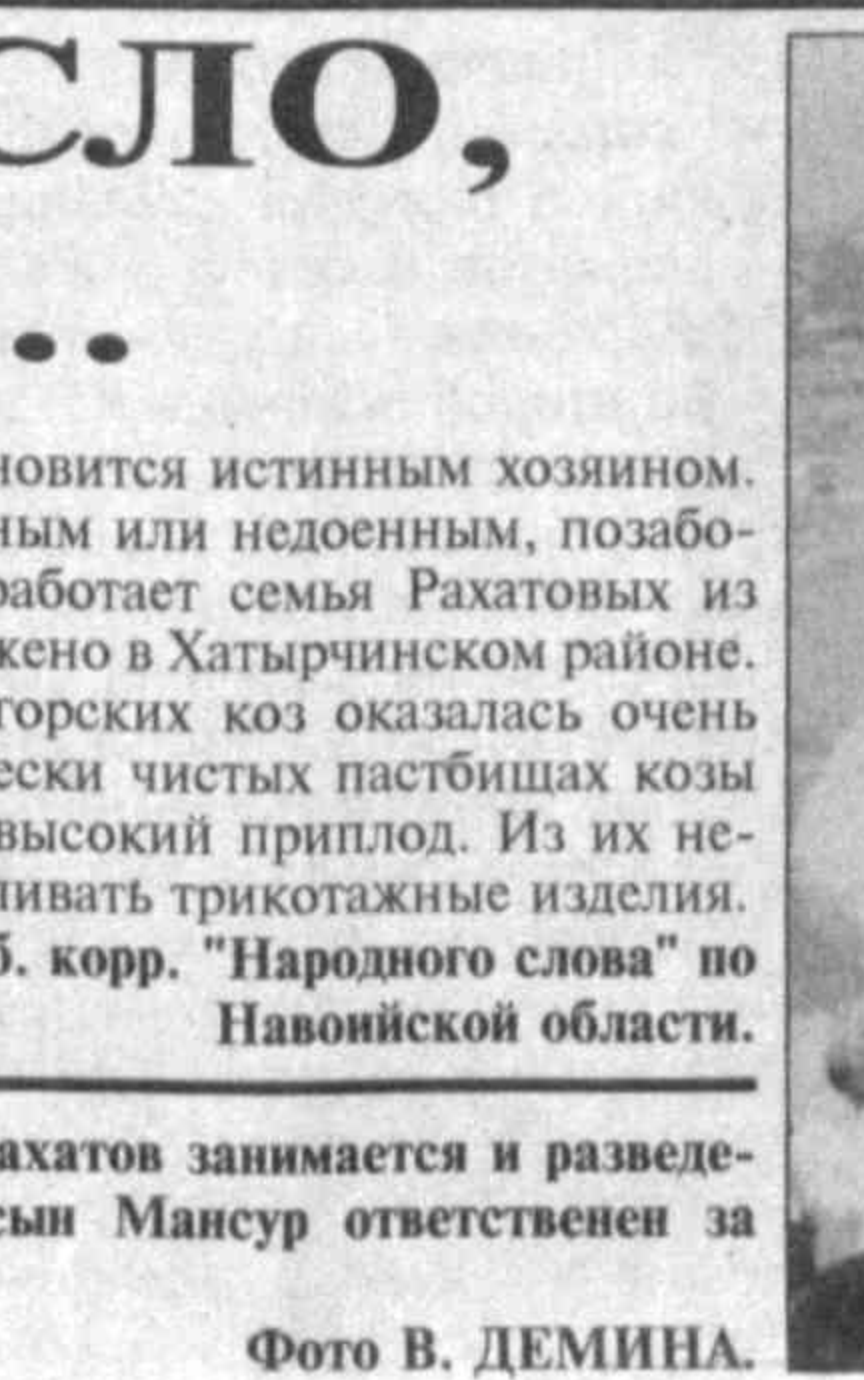 СЛО,
..
новится истинным хозяином.
ным или недоенным, позабо-
работает семья Рахатовых из
жено в Хатырчинском районе.
горских коз оказалась очень
ески чистых пастбищах козы
высокий приплод. Из их не-
ливать трикотажные изделия.
б. корр. "Народного слова" по
Навоийской области.
ахатов занимается и разведе-
сын Мансур ответственен за
Фото В. ДЕМИНА.